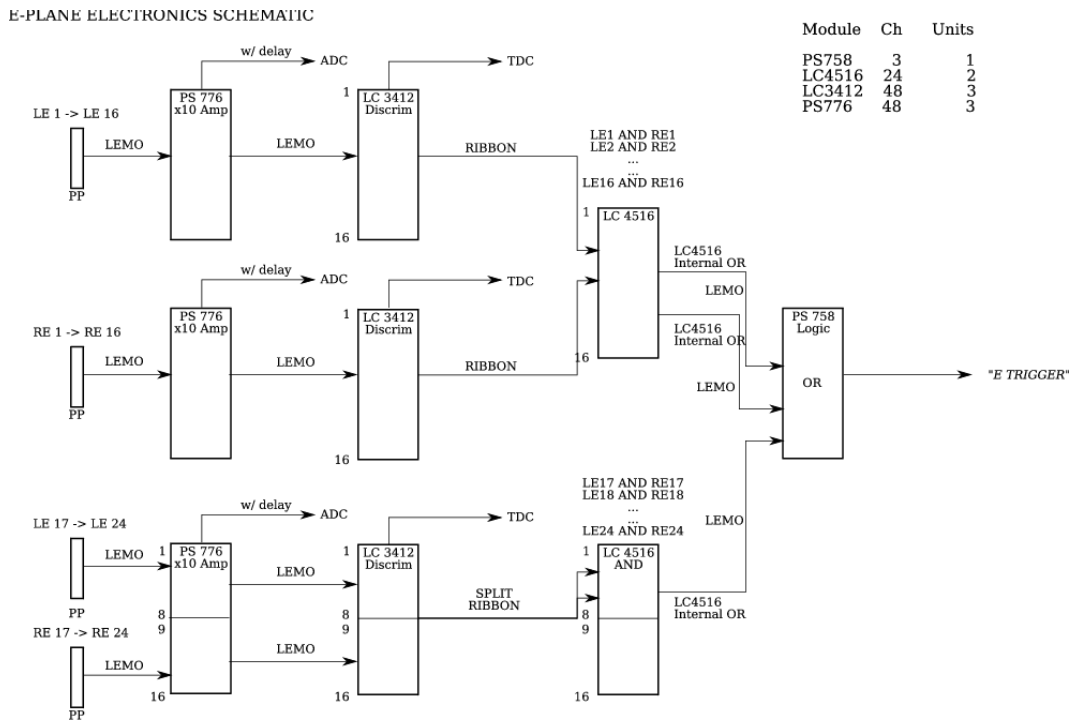 E-PLANE ELECTRONICS SCHEMATIC
Module Ch Units
PS758 3 1
LC4516 24 2
LC3412 48 3
PS776 48 3
w/ delay
ADC
TDC
LE 1 -> LE 16
PP
LEMO
PS 776
x10 Amp
LEMO
1
LC 3412
Discrim
16
RIBBON
LE1 AND RE1
LE2 AND RE2
...
...
LE16 AND RE16
1
LC 4516
16
LC4516
Internal OR
LEMO
LC4516
Internal OR
LEMO
w/ delay
ADC
TDC
RE 1 -> RE 16
PP
LEMO
PS 776
x10 Amp
LEMO
1
LC 3412
Discrim
16
RIBBON
PS 758
Logic
OR
"E TRIGGER"
w/ delay
ADC
TDC
LE 17 -> LE 24
PP
LEMO
RE 17 -> RE 24
PP
LEMO
1
PS 776
x10 Amp
8
9
16
LEMO
LEMO
1
LC 3412
Discrim
8
9
16
SPLIT
RIBBON
LE17 AND RE17
LE18 AND RE18
...
...
LE24 AND RE24
1
LC 4516
AND
8
9
16
LC4516
Internal OR
LEMO